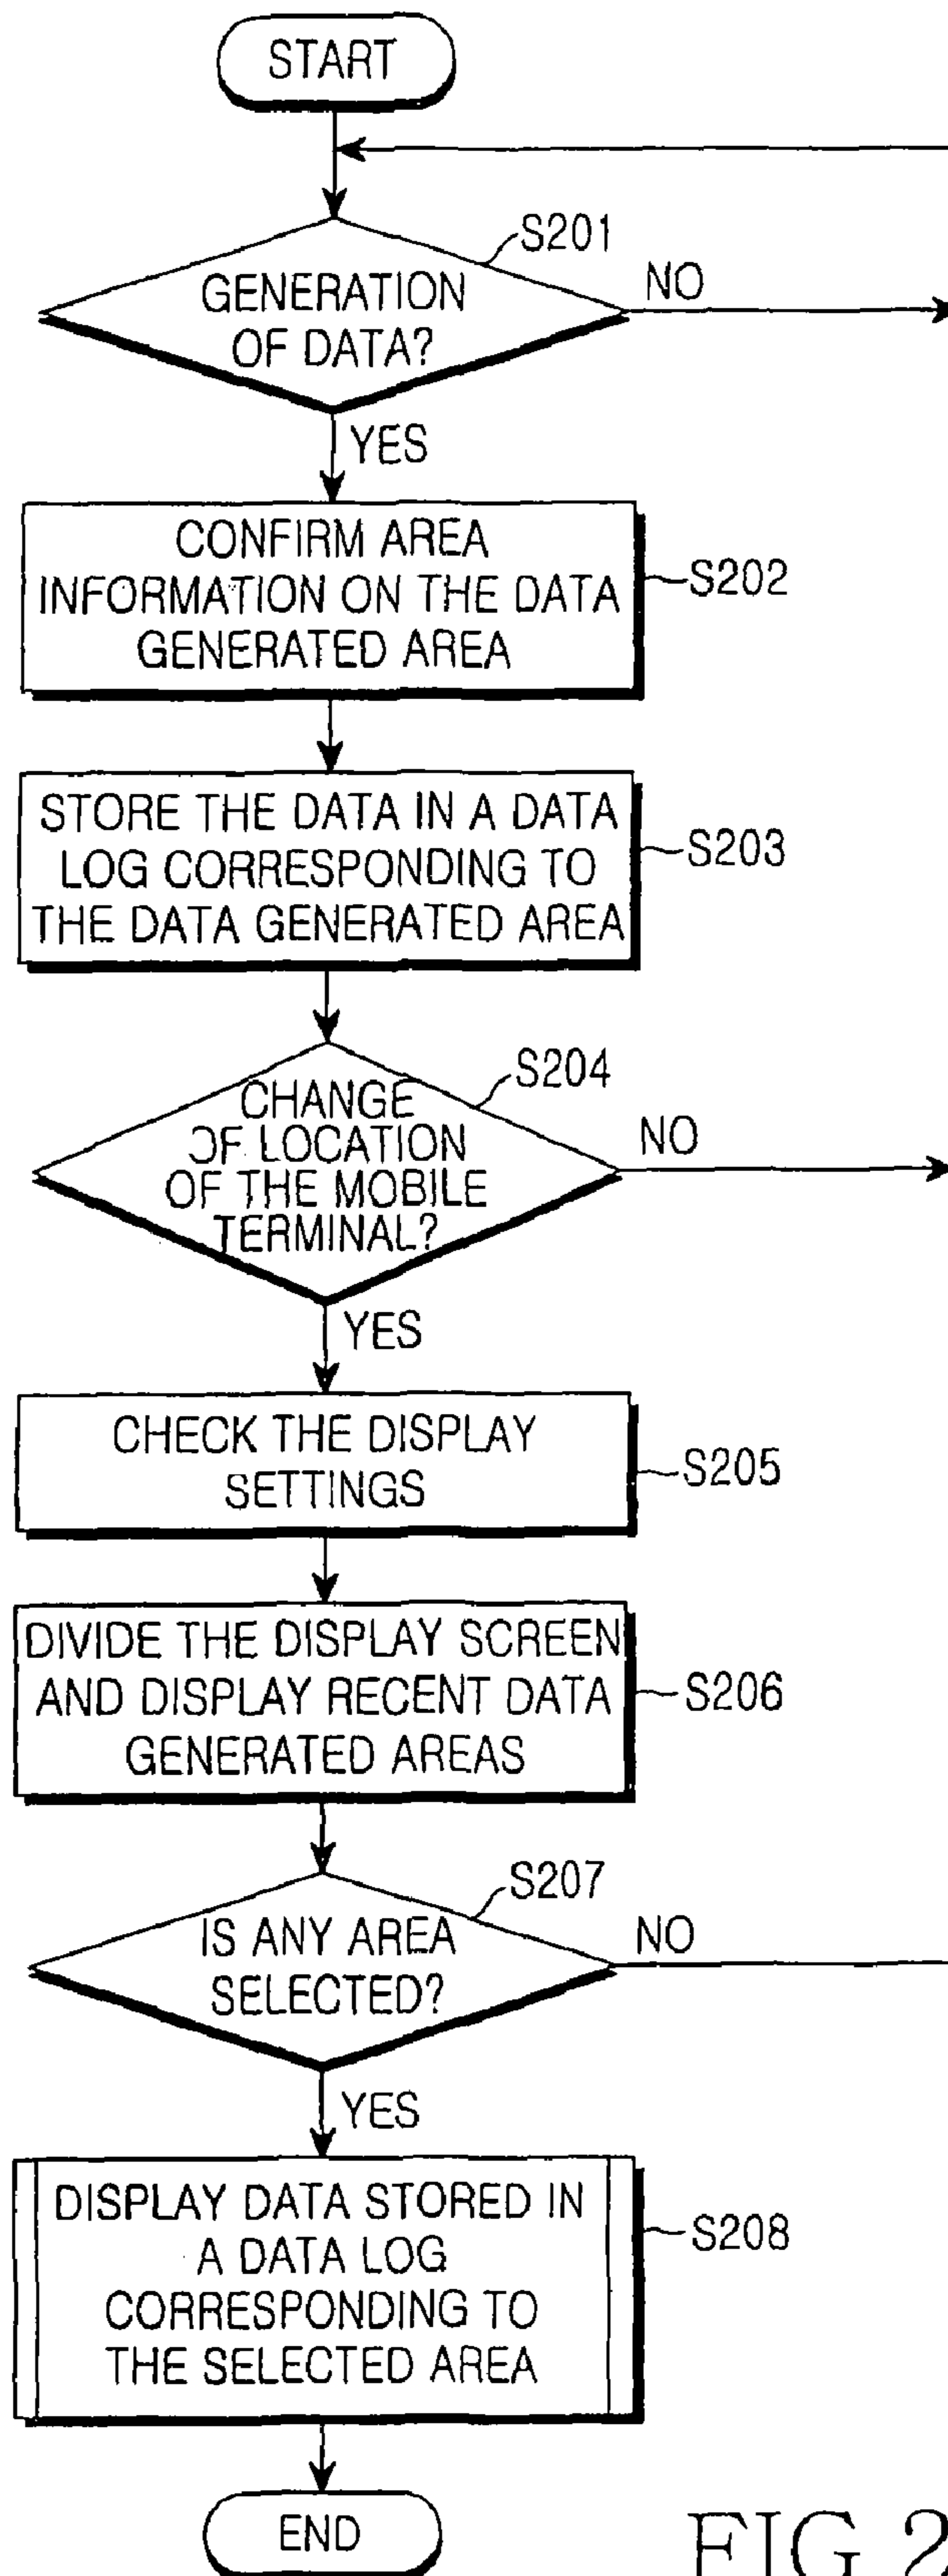 START
S201
GENERATION
OF DATA?
NO
YES
CONFIRM AREA
INFORMATION ON THE DATA
GENERATED AREA
S202
STORE THE DATA IN A DATA
LOG CORRESPONDING TO
THE DATA GENERATED AREA
S203
S204
CHANGE
OF LOCATION
OF THE MOBILE
TERMINAL?
NO
YES
CHECK THE DISPLAY
SETTINGS
S205
DIVIDE THE DISPLAY SCREEN
AND DISPLAY RECENT DATA
GENERATED AREAS
S206
S207
IS ANY AREA
SELECTED?
NO
YES
DISPLAY DATA STORED IN
A DATA LOG
CORRESPONDING TO
THE SELECTED AREA
S208
END
FIG.2